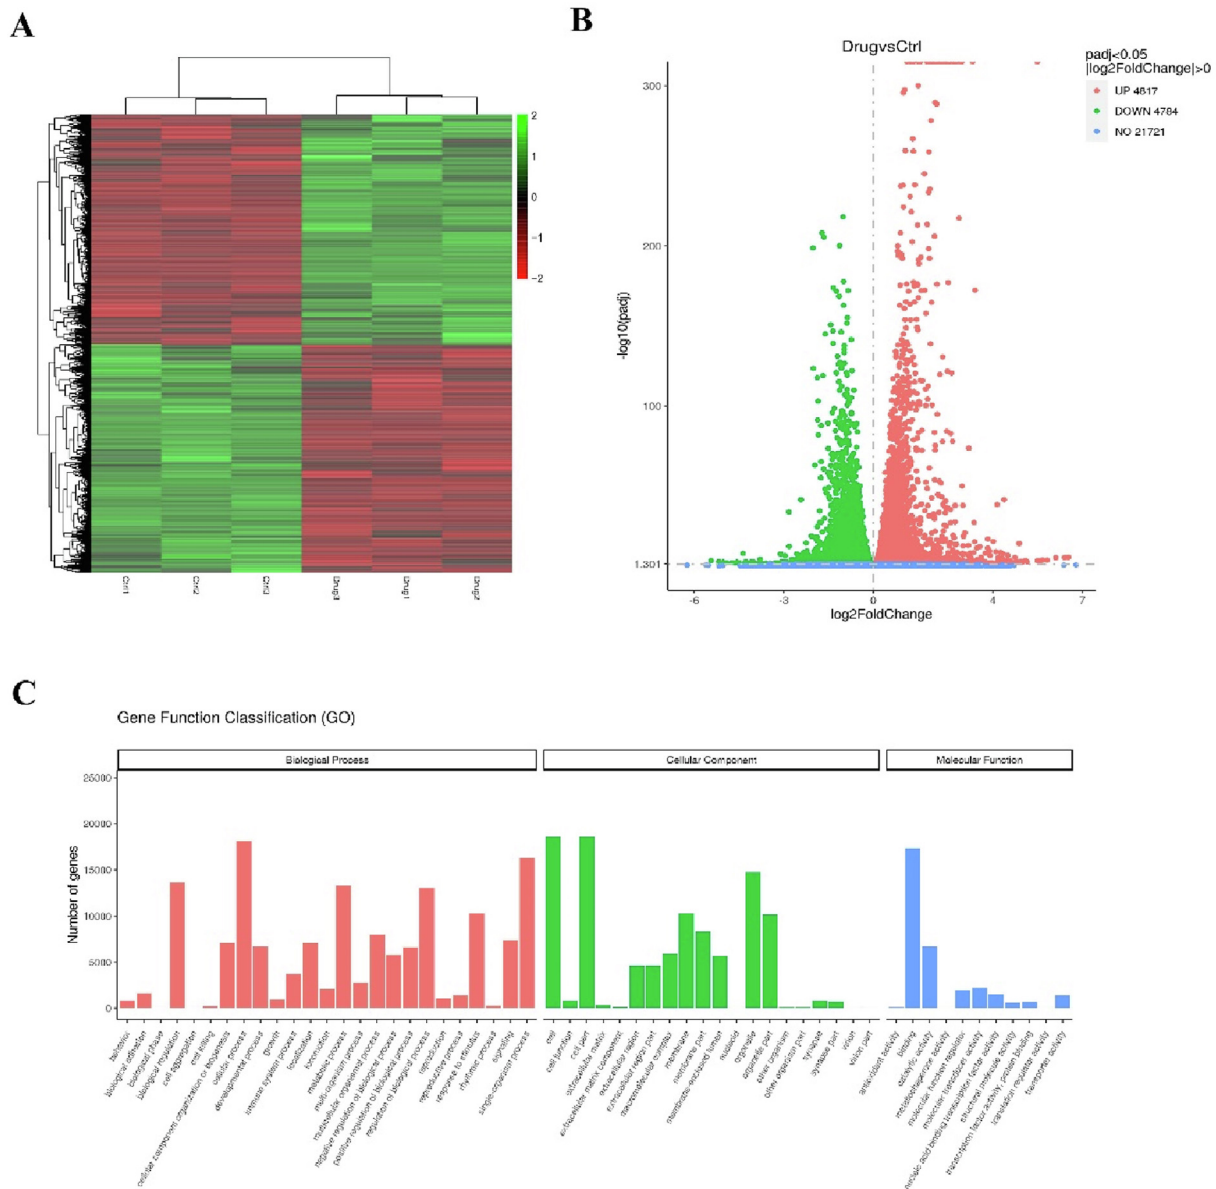 A
2
1
0
−1
−2
Ctrl1
Ctrl2
Ctrl3
Drug3
Drug1
Drug2
B
DrugvsCtrl
padj<0.05
|log2FoldChange|>0
UP 4817
DOWN 4784
NO 21721
-log10(padj)
300
200
100
1.301
-6
-3
0
4
7
log2FoldChange
C
Gene Function Classification (GO)
Biological Process
Cellular Component
Molecular Function
Number of genes
25000
20000
15000
10000
5000
0
behavior
biological adhesion
biological phase
biological regulation
cell aggregation
cell killing
cellular component organization or biogenesis
cellular process
developmental process
growth
immune system process
localization
locomotion
metabolic process
multi-organism process
multicellular organismal process
negative regulation of biological process
positive regulation of biological process
regulation of biological process
reproduction
reproductive process
response to stimulus
rhythmic process
signaling
single-organism process
cell
cell junction
cell part
extracellular matrix
extracellular matrix component
extracellular region
extracellular region part
macromolecular complex
membrane
membrane part
membrane-enclosed lumen
nucleoid
organelle
organelle part
other organism
other organism part
synapse
synapse part
virion
virion part
antioxidant activity
binding
catalytic activity
metallochaperone activity
molecular function regulator
molecular transducer activity
nucleic acid binding transcription factor activity
structural molecule activity
transcription factor activity, protein binding
translation regulator activity
transporter activity